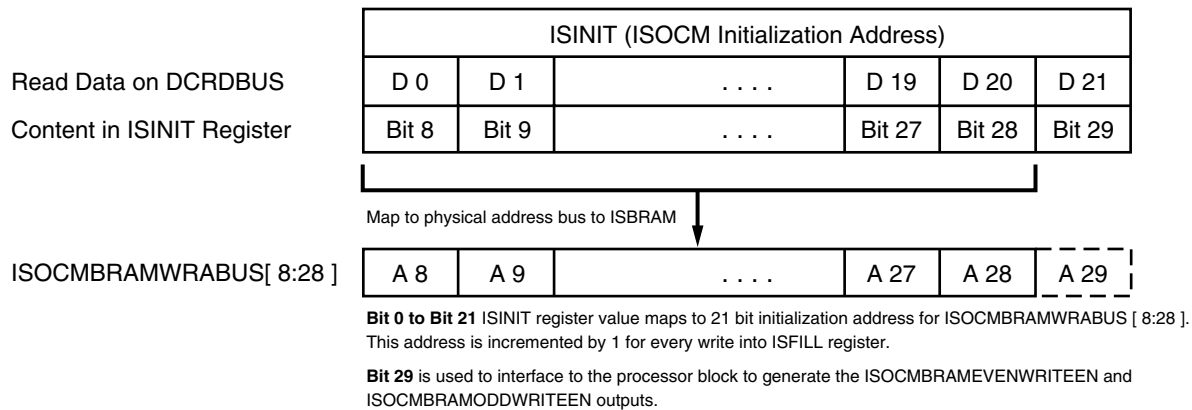 ISINIT (ISOCM Initialization Address)
Read Data on DCRDBUS D 0 D 1 . . . . D 19 D 20 D 21
Content in ISINIT Register Bit 8 Bit 9 . . . . Bit 27 Bit 28 Bit 29
Map to physical address bus to ISBRAM
ISOCMBRAMWRABUS[ 8:28 ] A 8 A 9 . . . . A 27 A 28 A 29
Bit 0 to Bit 21 ISINIT register value maps to 21 bit initialization address for ISOCMBRAMWRABUS [ 8:28 ].
This address is incremented by 1 for every write into ISFILL register.
Bit 29 is used to interface to the processor block to generate the ISOCMBRAMEVENWRITEEN and
ISOCMBRAMODDWRITEEN outputs.